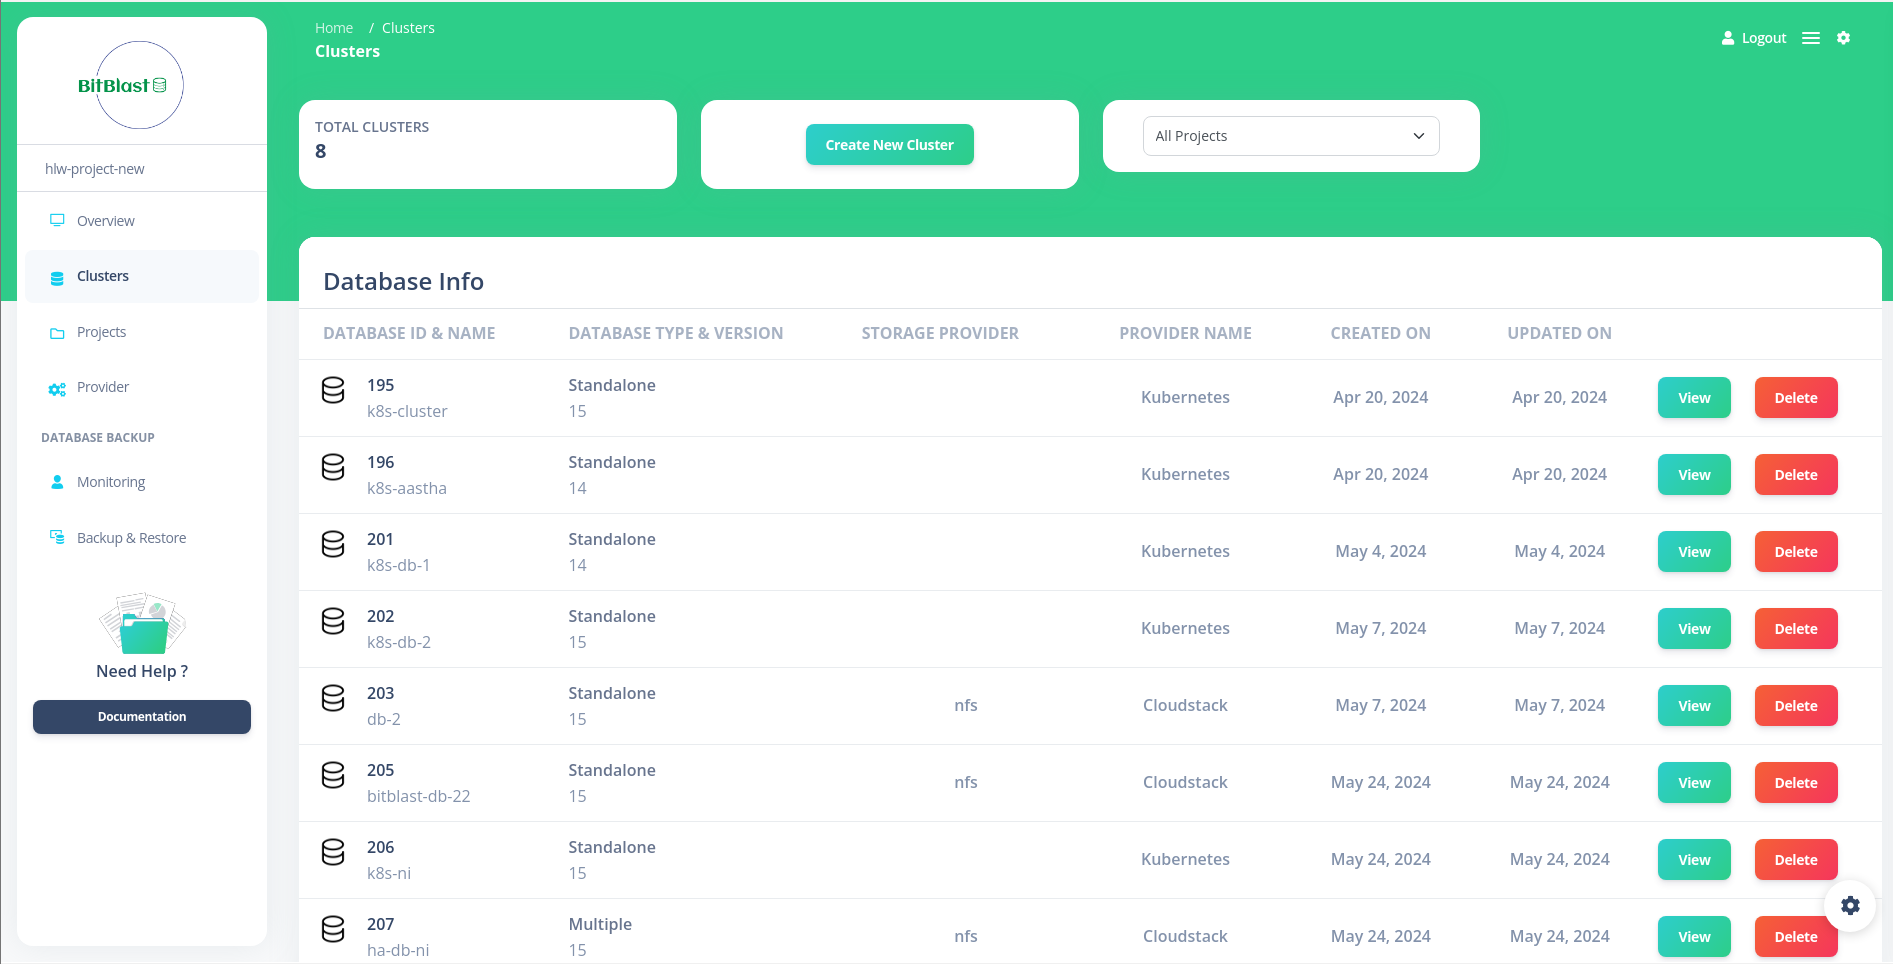 BitBlast
hlw-project-new
Overview
Clusters
Projects
Provider
DATABASE BACKUP
Monitoring
Backup & Restore
Need Help ?
Documentation
Home / Clusters
Clusters
Logout
TOTAL CLUSTERS
8
Create New Cluster
All Projects
Database Info
DATABASE ID & NAME DATABASE TYPE & VERSION STORAGE PROVIDER PROVIDER NAME CREATED ON UPDATED ON
195 Standalone
k8s-cluster 15
Kubernetes Apr 20, 2024 Apr 20, 2024 View Delete
196 Standalone
k8s-aastha 14
Kubernetes Apr 20, 2024 Apr 20, 2024 View Delete
201 Standalone
k8s-db-1 14
Kubernetes May 4, 2024 May 4, 2024 View Delete
202 Standalone
k8s-db-2 15
Kubernetes May 7, 2024 May 7, 2024 View Delete
203 Standalone
db-2 15
nfs Cloudstack May 7, 2024 May 7, 2024 View Delete
205 Standalone
bitblast-db-22 15
nfs Cloudstack May 24, 2024 May 24, 2024 View Delete
206 Standalone
k8s-ni 15
Kubernetes May 24, 2024 May 24, 2024 View Delete
207 Multiple
ha-db-ni 15
nfs Cloudstack May 24, 2024 May 24, 2024 View Delete